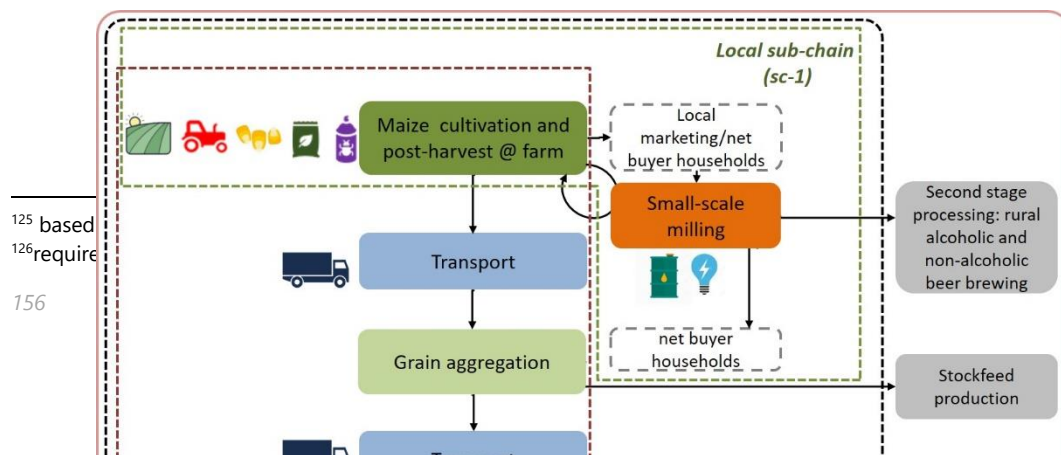 Local sub-chain
(sc-1)
Maize cultivation and
post-harvest @ farm
Local
marketing/net
buyer households
Small-scale
milling
Second stage
processing: rural
alcoholic and
non-alcoholic
beer brewing
125 based
126require
156
Transport
Grain aggregation
net buyer
households
Stockfeed
production